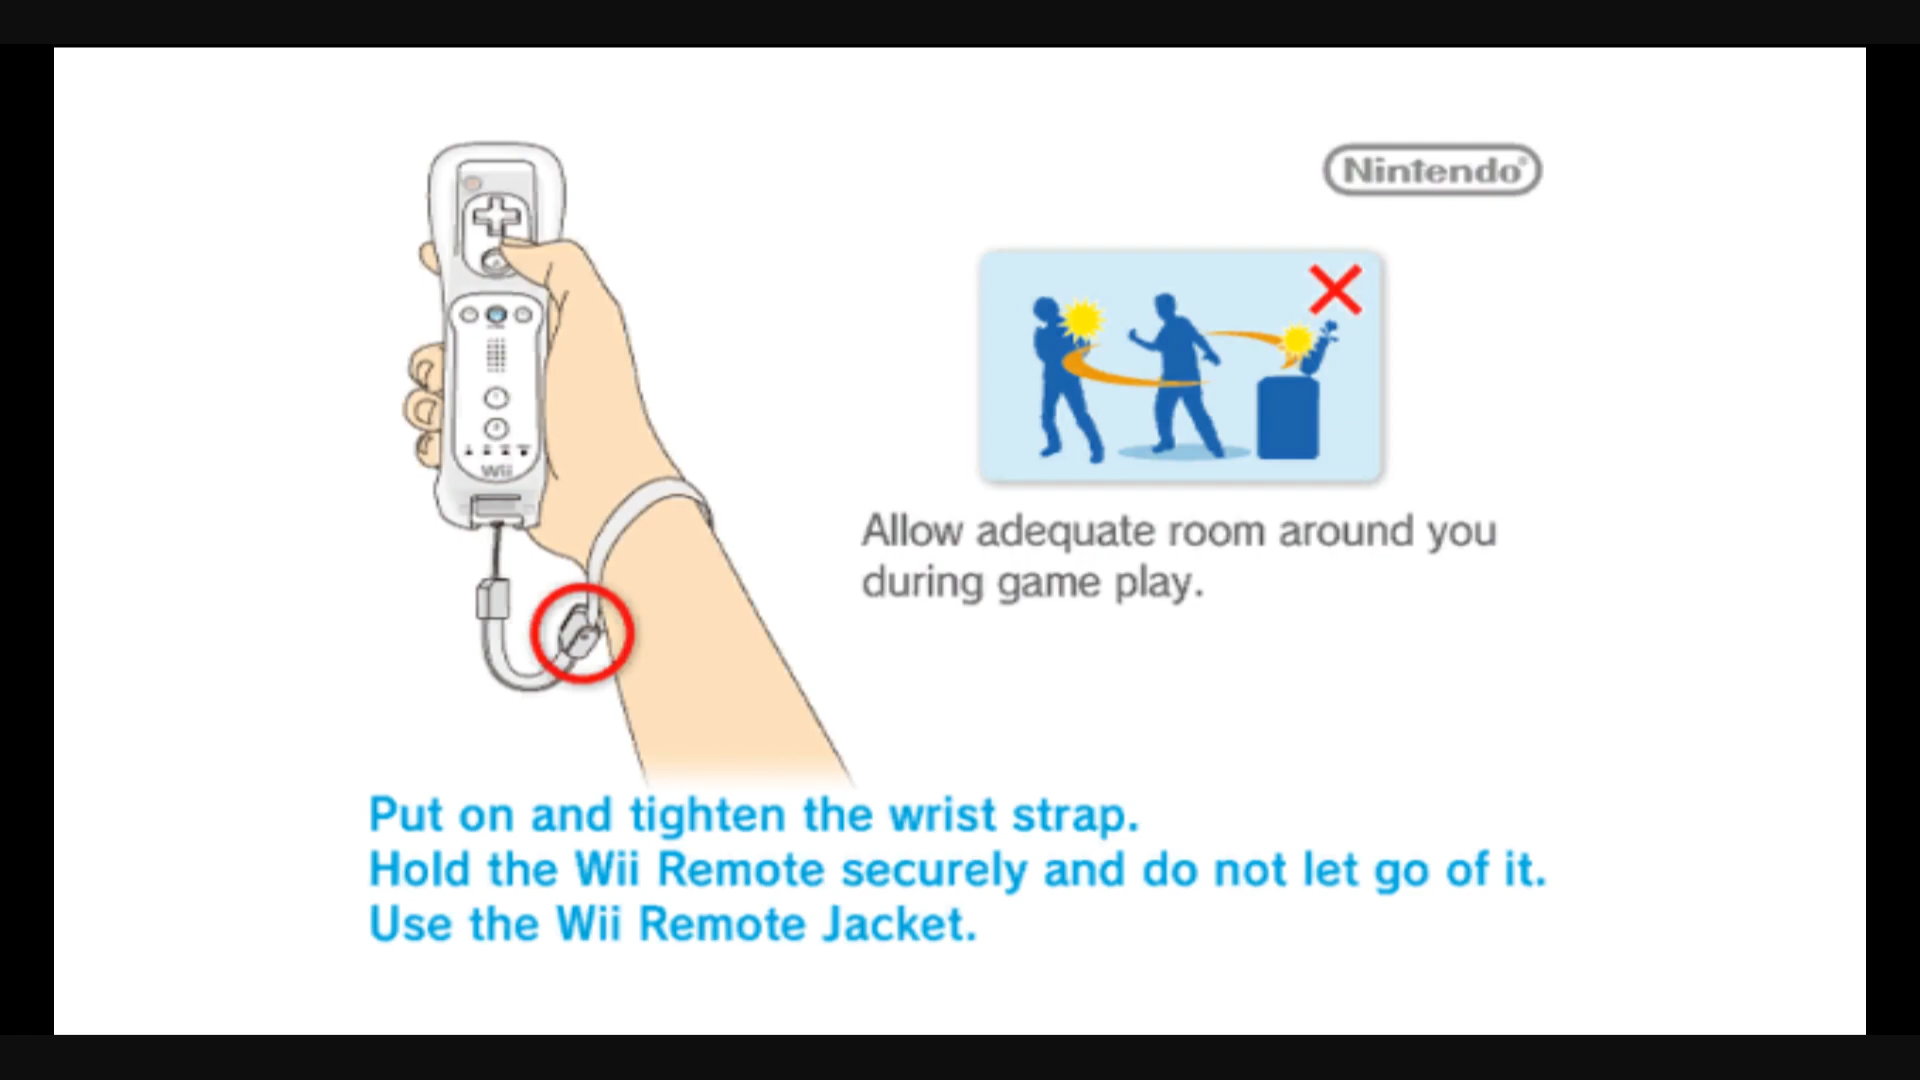 Nintendo®
Allow adequate room around you
during game play.
Wii
Put on and tighten the wrist strap.
Hold the Wii Remote securely and do not let go of it.
Use the Wii Remote Jacket.